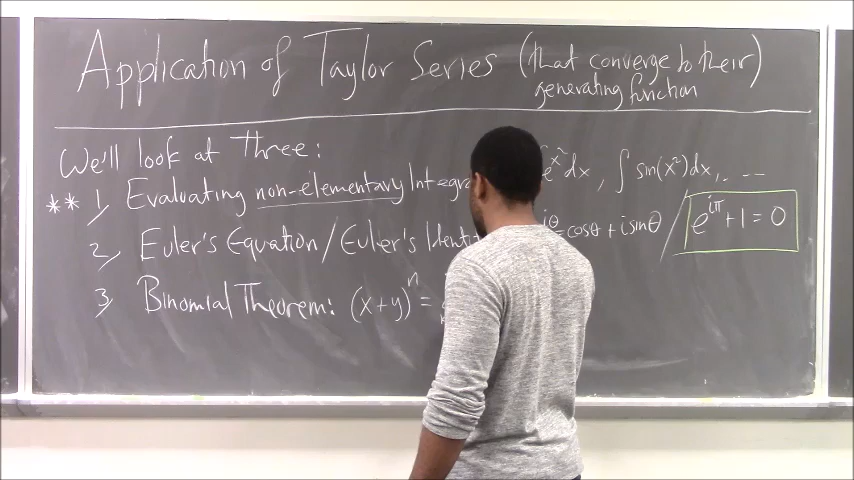 Application of Taylor Series (that converge to their)
generating function
We'll look at Three:
** 1, Evaluating non-elementary Integra e^x² dx, ∫ sin(x²)dx, ...
2, Euler's Equation / Euler's Identi iθ = cosθ + i sinθ / e^iπ + 1 = 0
3, Binomial Theorem: (x+y)^n =